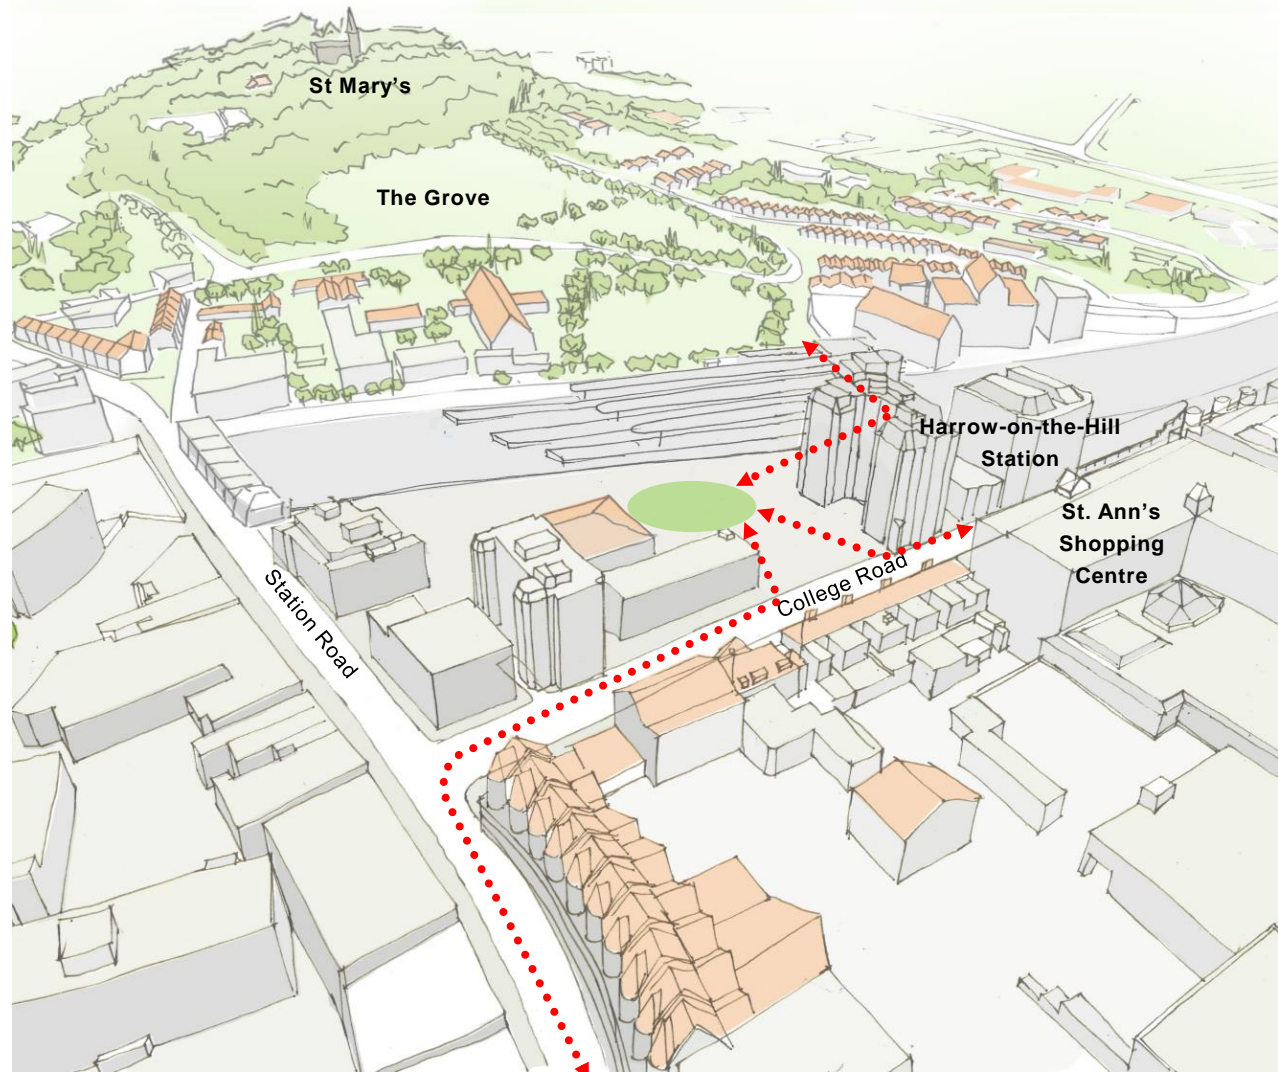 St Mary's
The Grove
Harrow-on-the-Hill
Station
St. Ann's
Shopping
Centre
College Road
Station Road